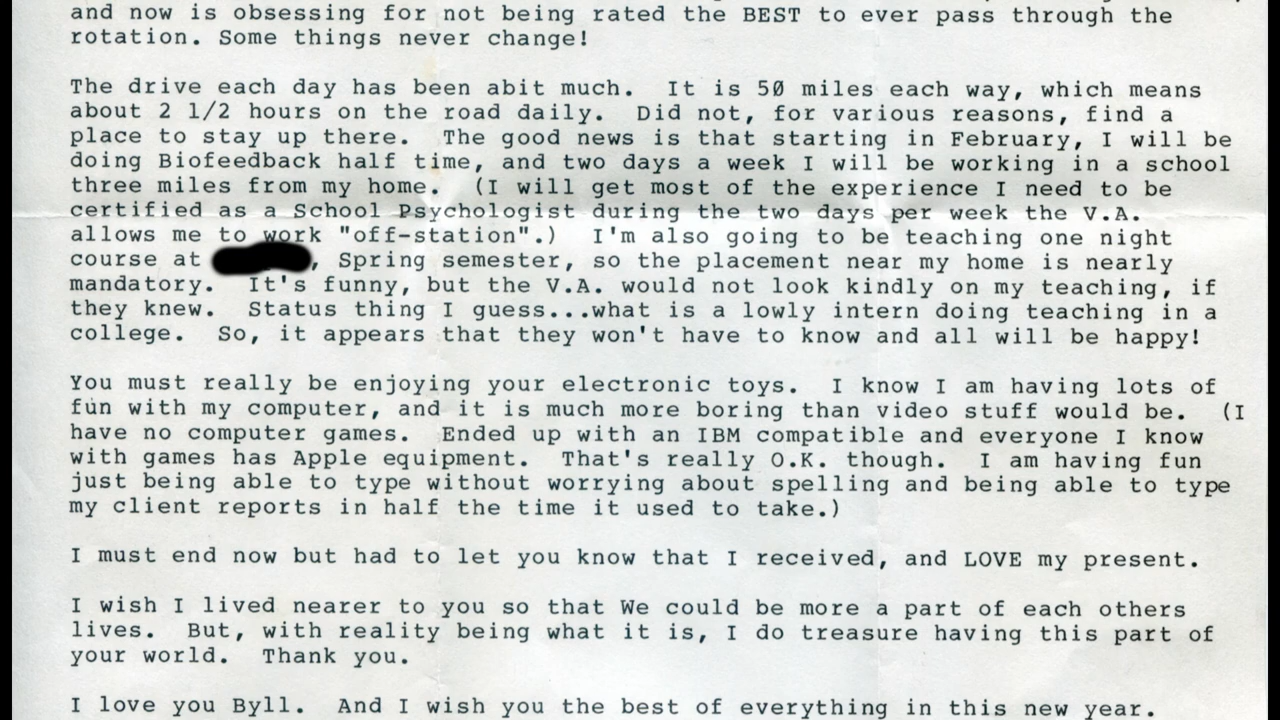 and now is obsessing for not being rated the BEST to ever pass through the
rotation. Some things never change!
The drive each day has been abit much. It is 50 miles each way, which means
about 2 1/2 hours on the road daily. Did not, for various reasons, find a
place to stay up there. The good news is that starting in February, I will be
doing Biofeedback half time, and two days a week I will be working in a school
three miles from my home. (I will get most of the experience I need to be
certified as a School Psychologist during the two days per week the V.A.
allows me to work "off-station".) I'm also going to be teaching one night
course at , Spring semester, so the placement near my home is nearly
mandatory. It's funny, but the V.A. would not look kindly on my teaching, if
they knew. Status thing I guess...what is a lowly intern doing teaching in a
college. So, it appears that they won't have to know and all will be happy!
You must really be enjoying your electronic toys. I know I am having lots of
fun with my computer, and it is much more boring than video stuff would be. (I
have no computer games. Ended up with an IBM compatible and everyone I know
with games has Apple equipment. That's really O.K. though. I am having fun
just being able to type without worrying about spelling and being able to type
my client reports in half the time it used to take.)
I must end now but had to let you know that I received, and LOVE my present.
I wish I lived nearer to you so that We could be more a part of each others
lives. But, with reality being what it is, I do treasure having this part of
your world. Thank you.
I love you Byll. And I wish you the best of everything in this new year.